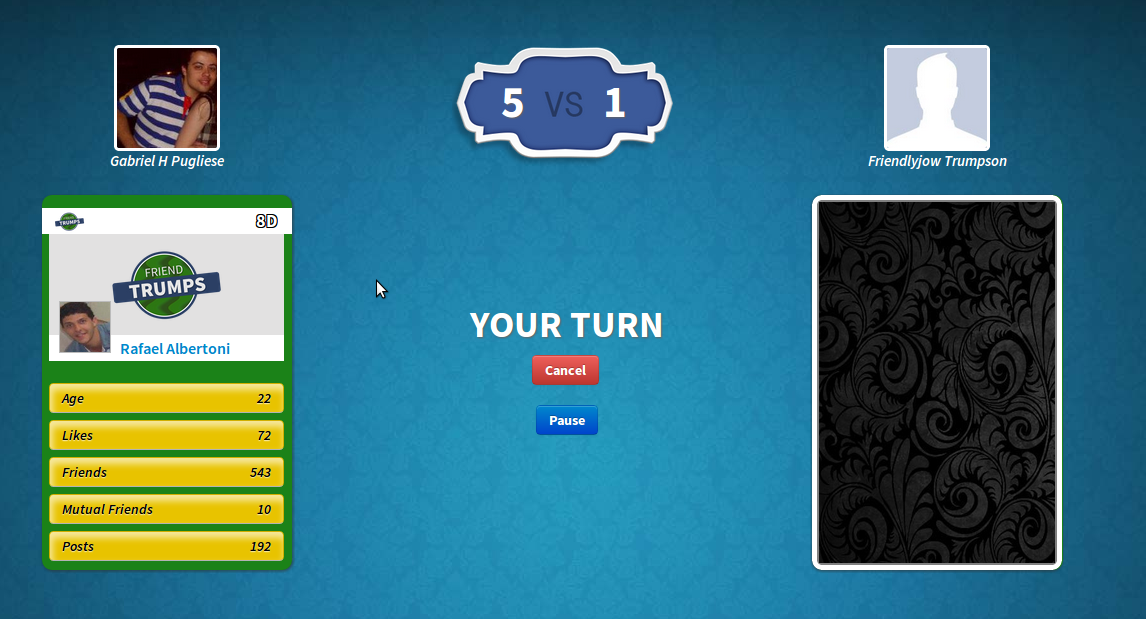 5 VS 1
Gabriel H Pugliese
Friendlyjow Trumpson
TRUMPS
8D
FRIEND
TRUMPS
Rafael Albertoni
Age 22
Likes 72
Friends 543
Mutual Friends 10
Posts 192
YOUR TURN
Cancel
Pause